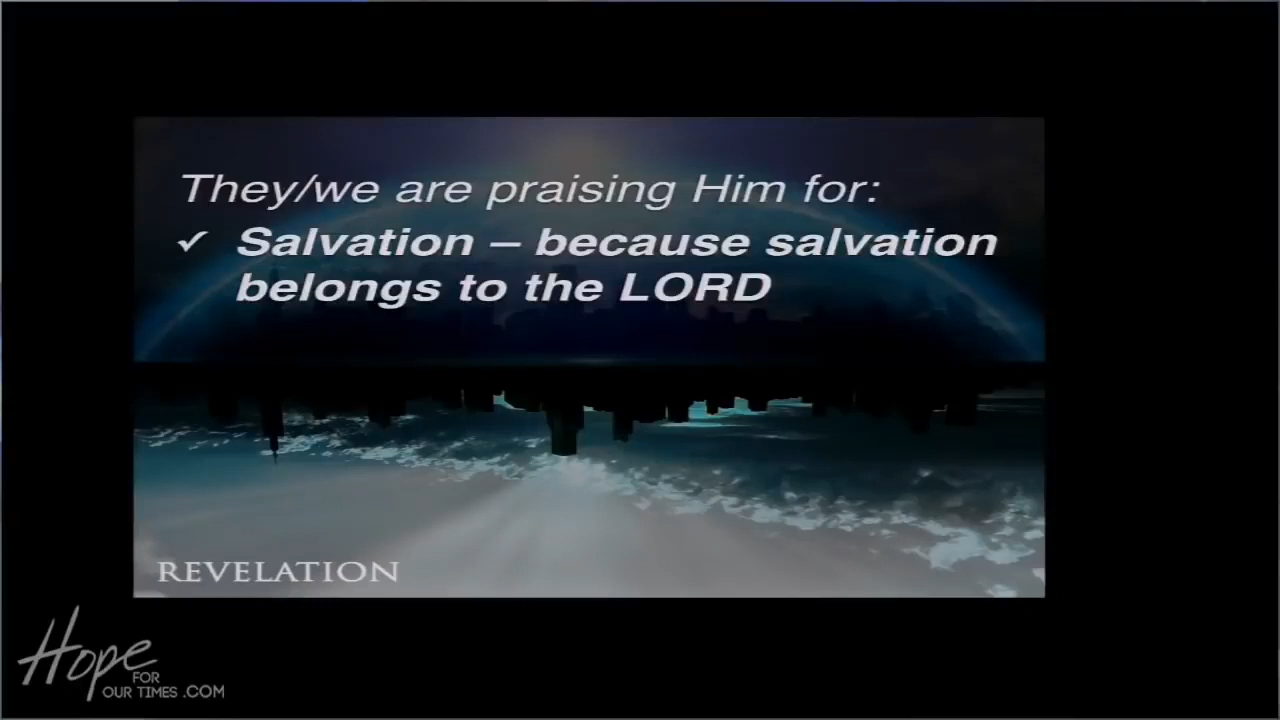 They/we are praising Him for:
✓ Salvation – because salvation
belongs to the LORD
REVELATION
Hope
FOR
OUR TIMES .COM